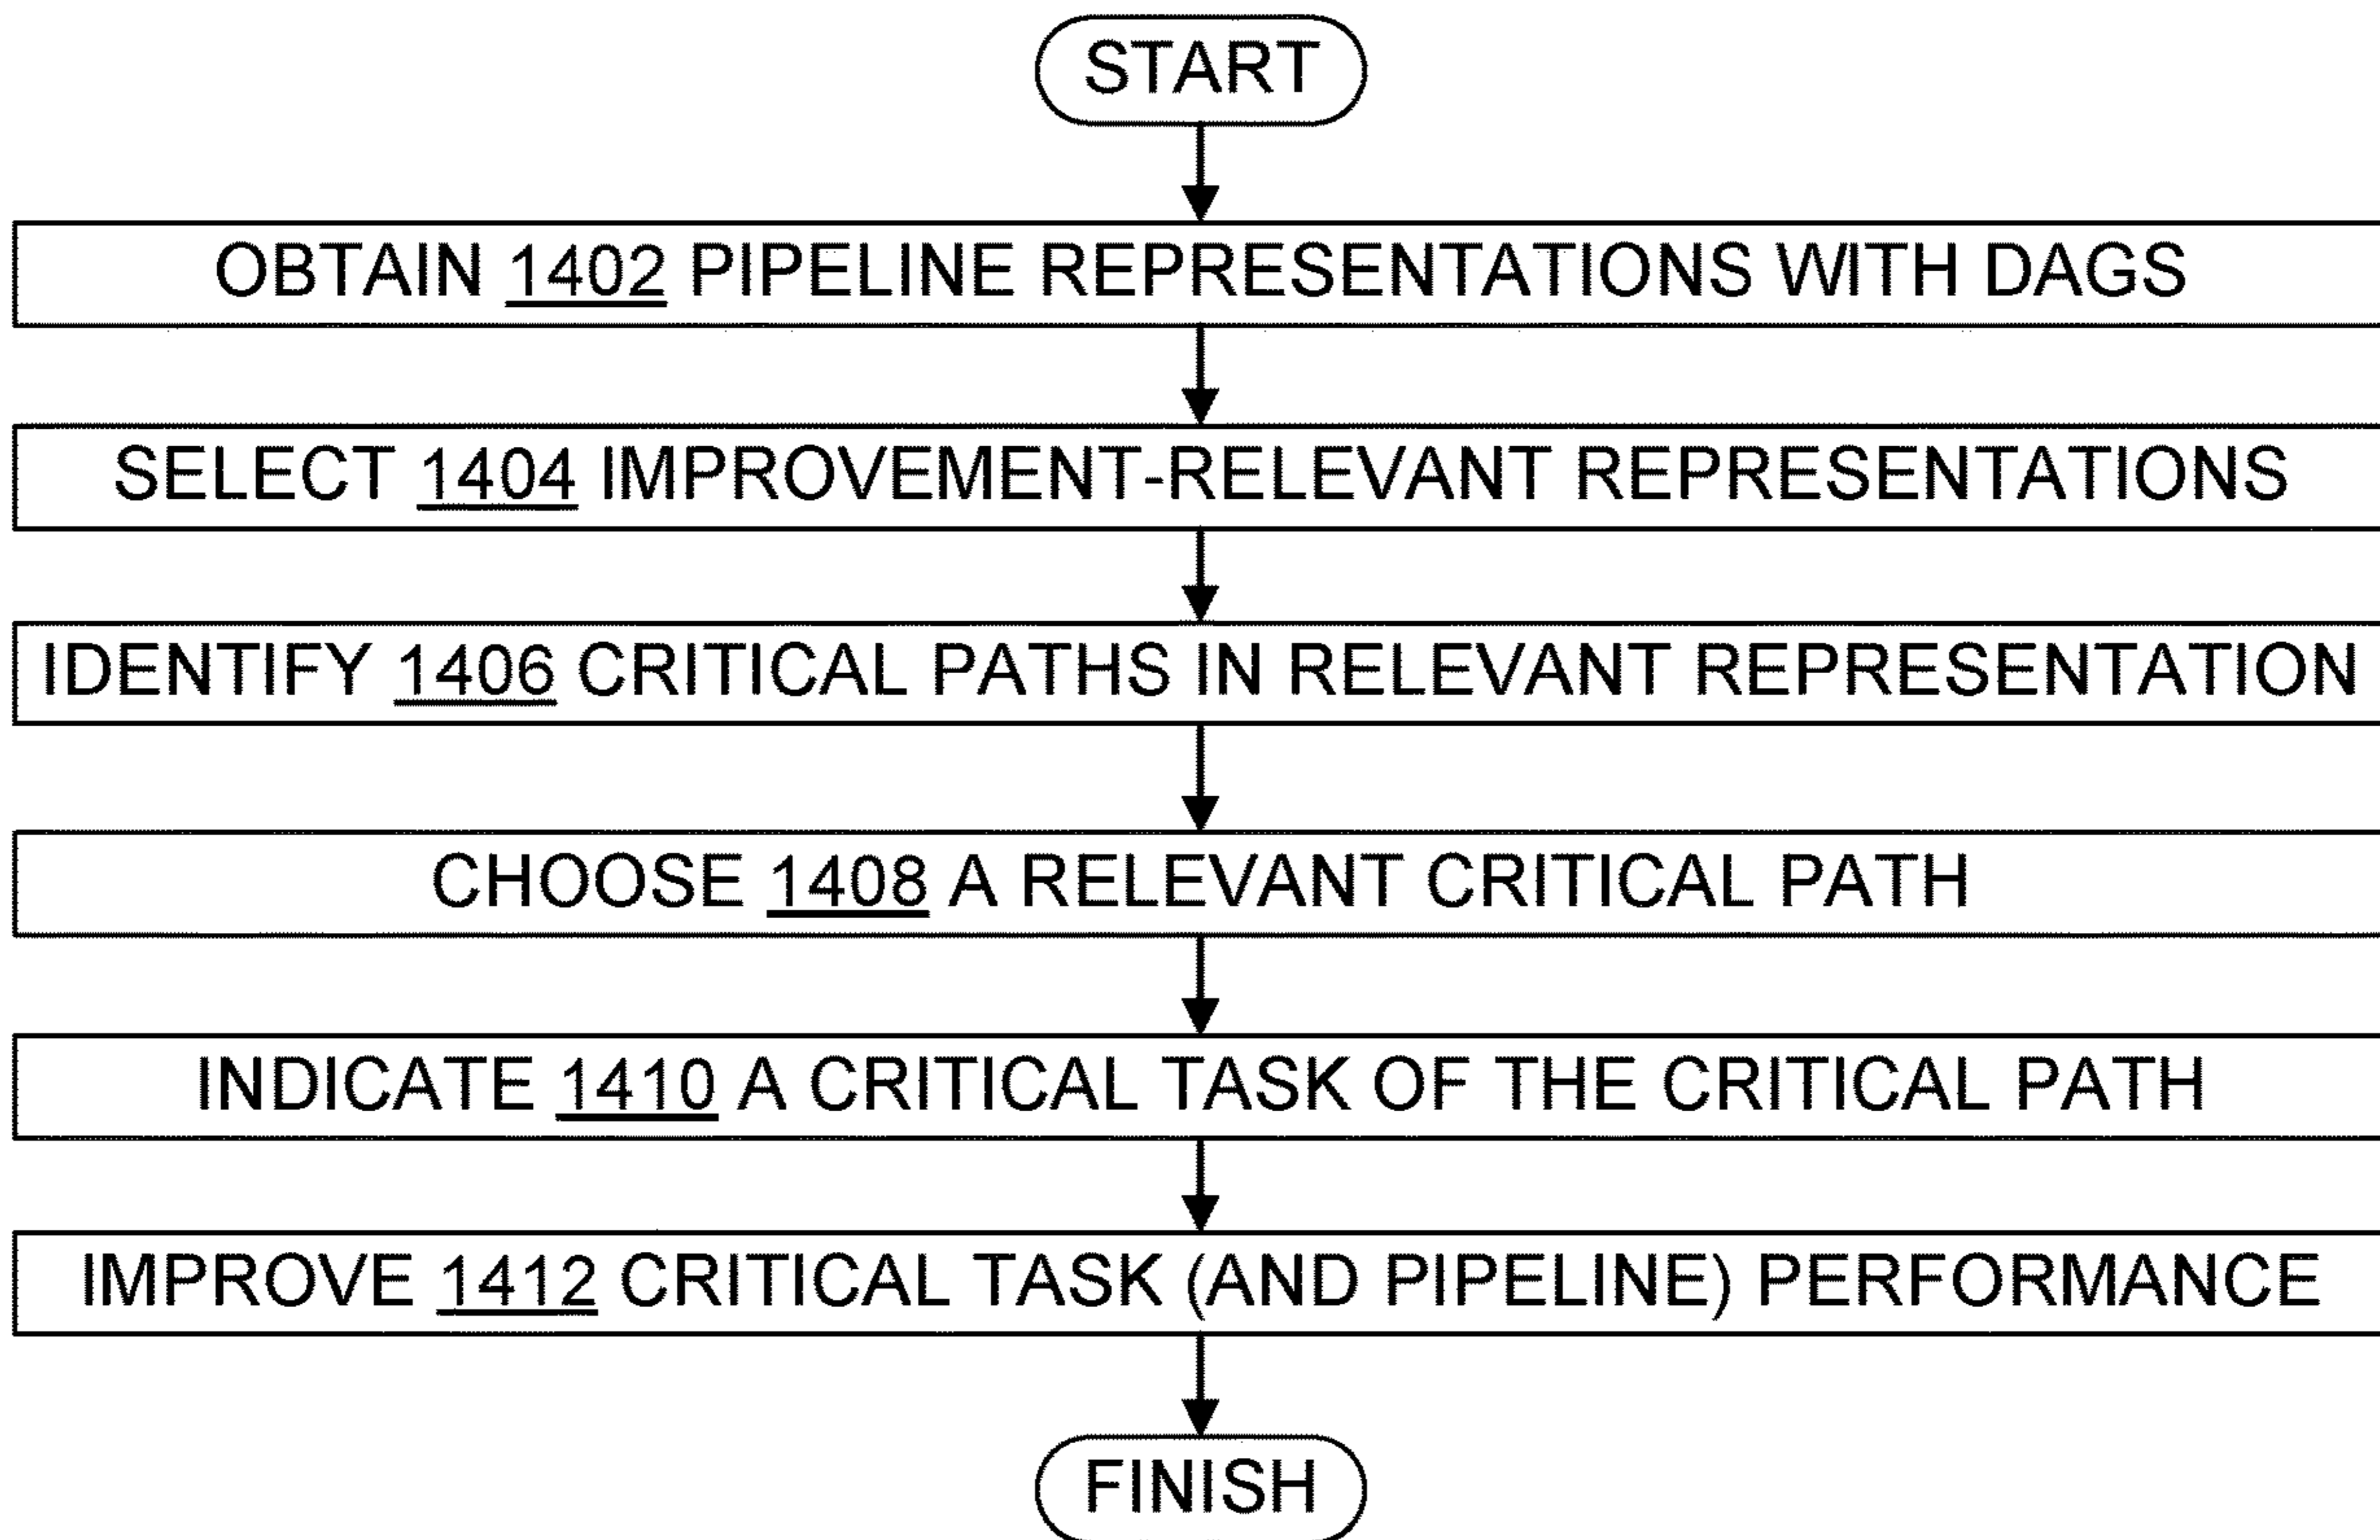 START
OBTAIN 1402 PIPELINE REPRESENTATIONS WITH DAGS
SELECT 1404 IMPROVEMENT-RELEVANT REPRESENTATIONS
IDENTIFY 1406 CRITICAL PATHS IN RELEVANT REPRESENTATION
CHOOSE 1408 A RELEVANT CRITICAL PATH
INDICATE 1410 A CRITICAL TASK OF THE CRITICAL PATH
IMPROVE 1412 CRITICAL TASK (AND PIPELINE) PERFORMANCE
FINISH